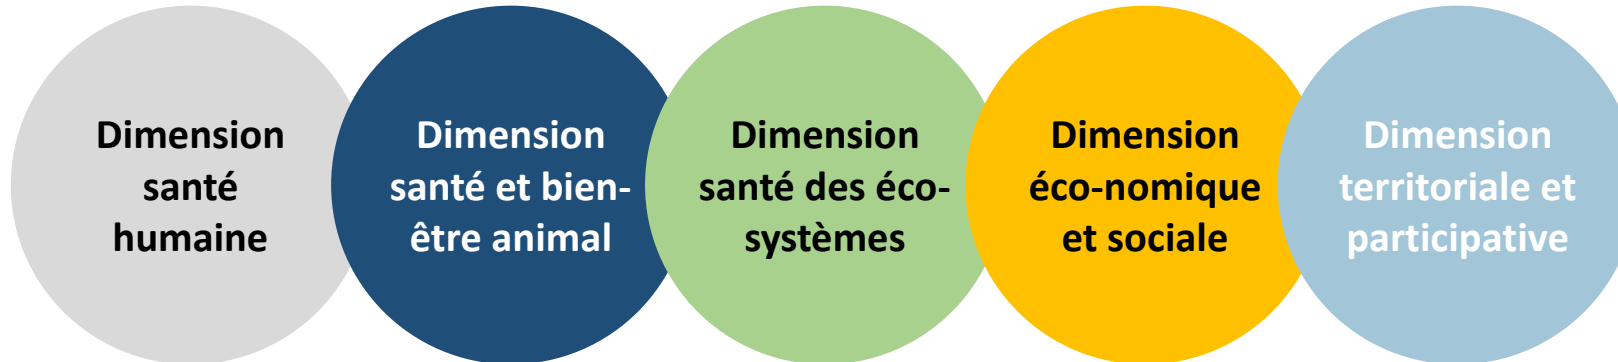 Dimension
santé
humaine
Dimension
santé et bien-
être animal
Dimension
santé des éco-
systèmes
Dimension
éco-nomique
et sociale
Dimension
territoriale et
participative